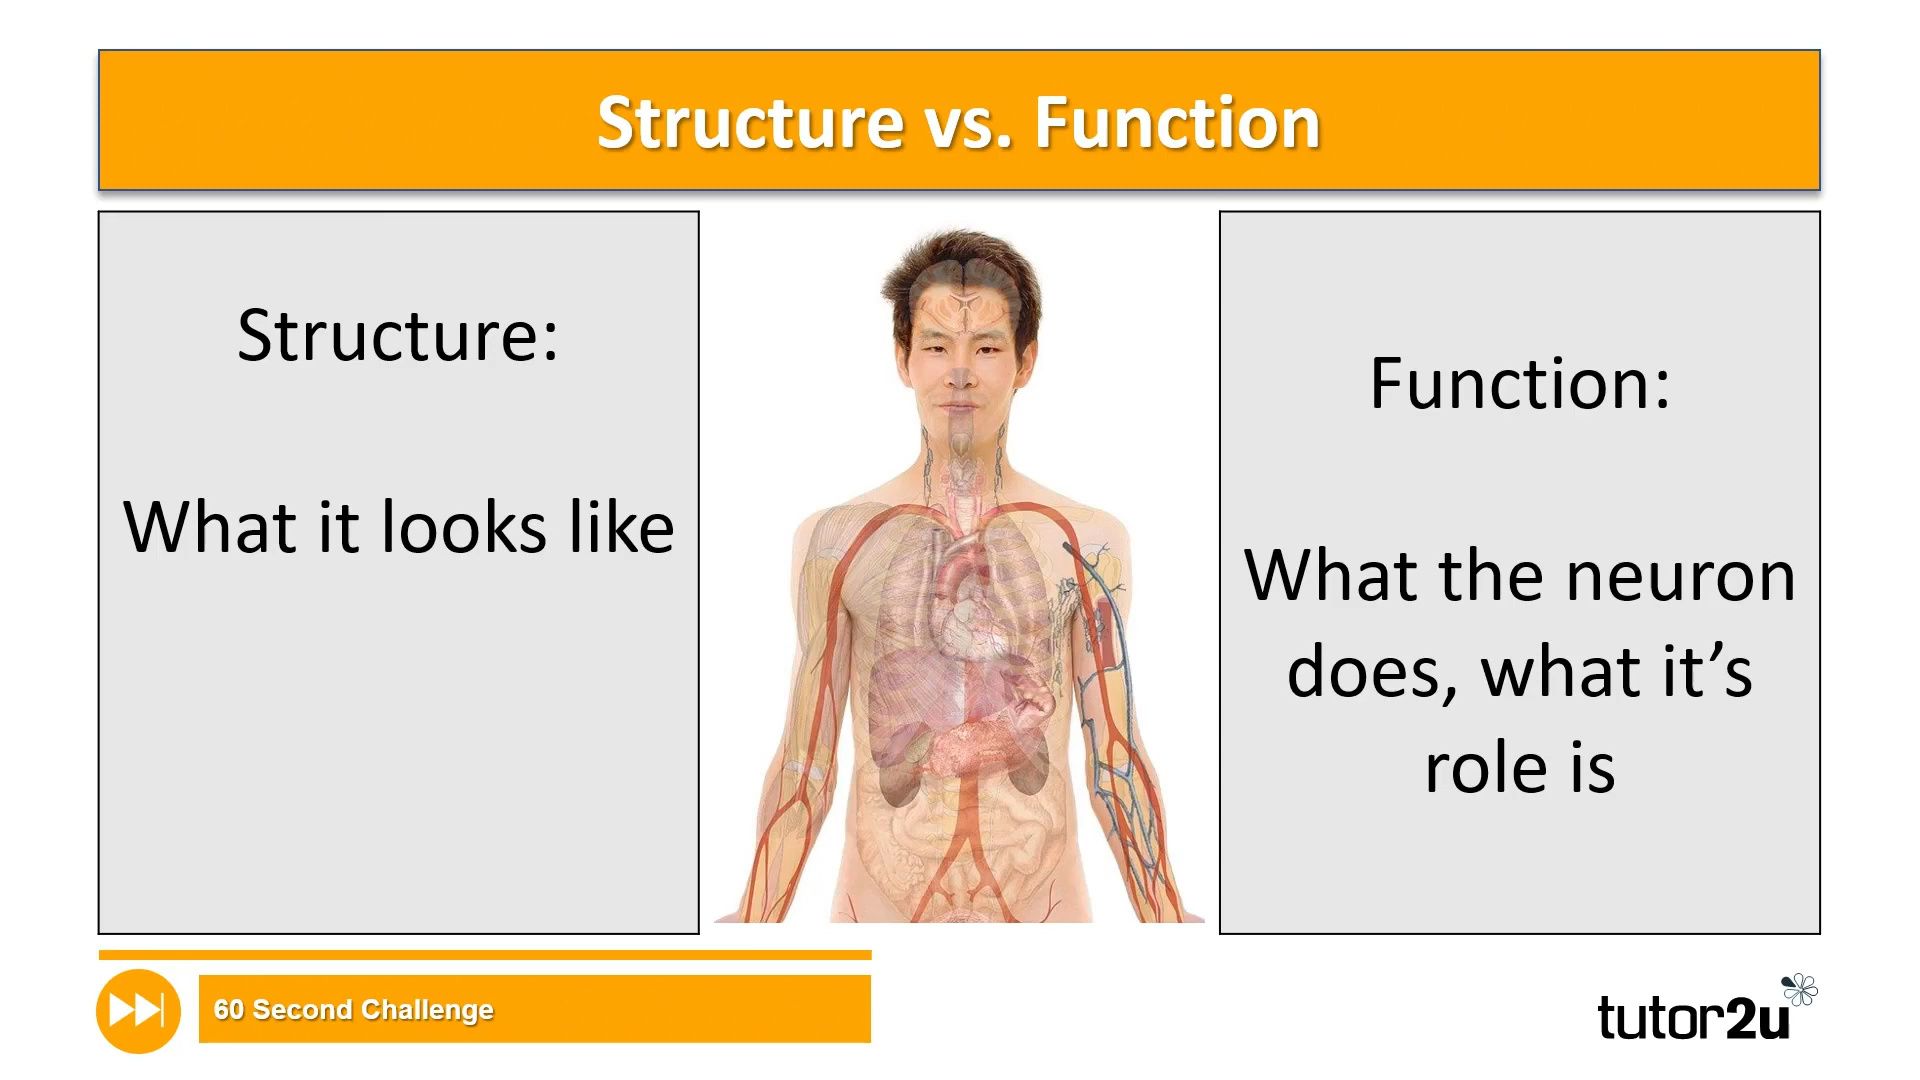 Structure vs. Function
Structure:
What it looks like
Function:
What the neuron
does, what it’s
role is
60 Second Challenge
tutor2u